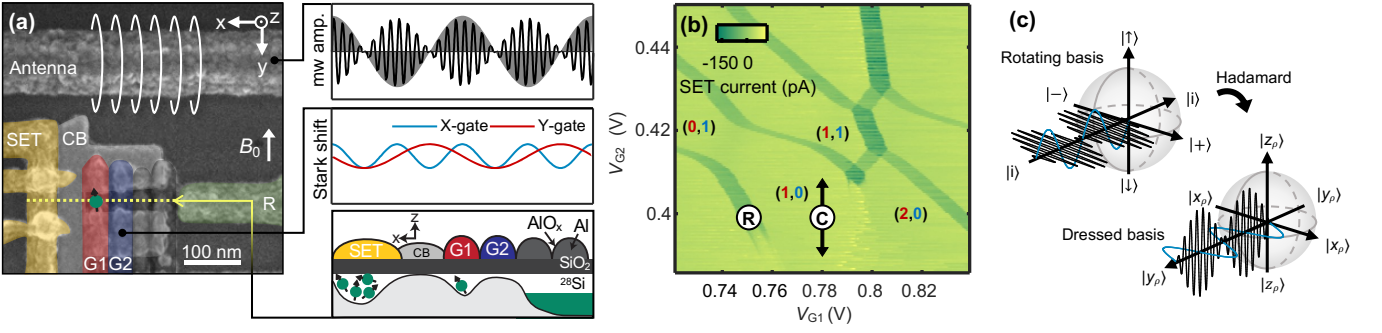 (a)
Antenna
x
z
y
SET
CB
B0
R
G1
G2
100 nm
mw amp.
Stark shift
X-gate
Y-gate
z
x
AlOx
Al
SET
CB
G1
G2
SiO2
28Si
(b)
VG2 (V)
0.44
0.42
0.4
-150 0
SET current (pA)
(0,1)
(1,1)
(1,0)
(2,0)
R
C
0.74
0.76
0.78
0.8
0.82
VG1 (V)
(c)
Rotating basis
|↑⟩
|−⟩
|i⟩
|+⟩
|i⟩
|↓⟩
Hadamard
Dressed basis
|zρ⟩
|xρ⟩
|yρ⟩
|xρ⟩
|yρ⟩
|zρ⟩